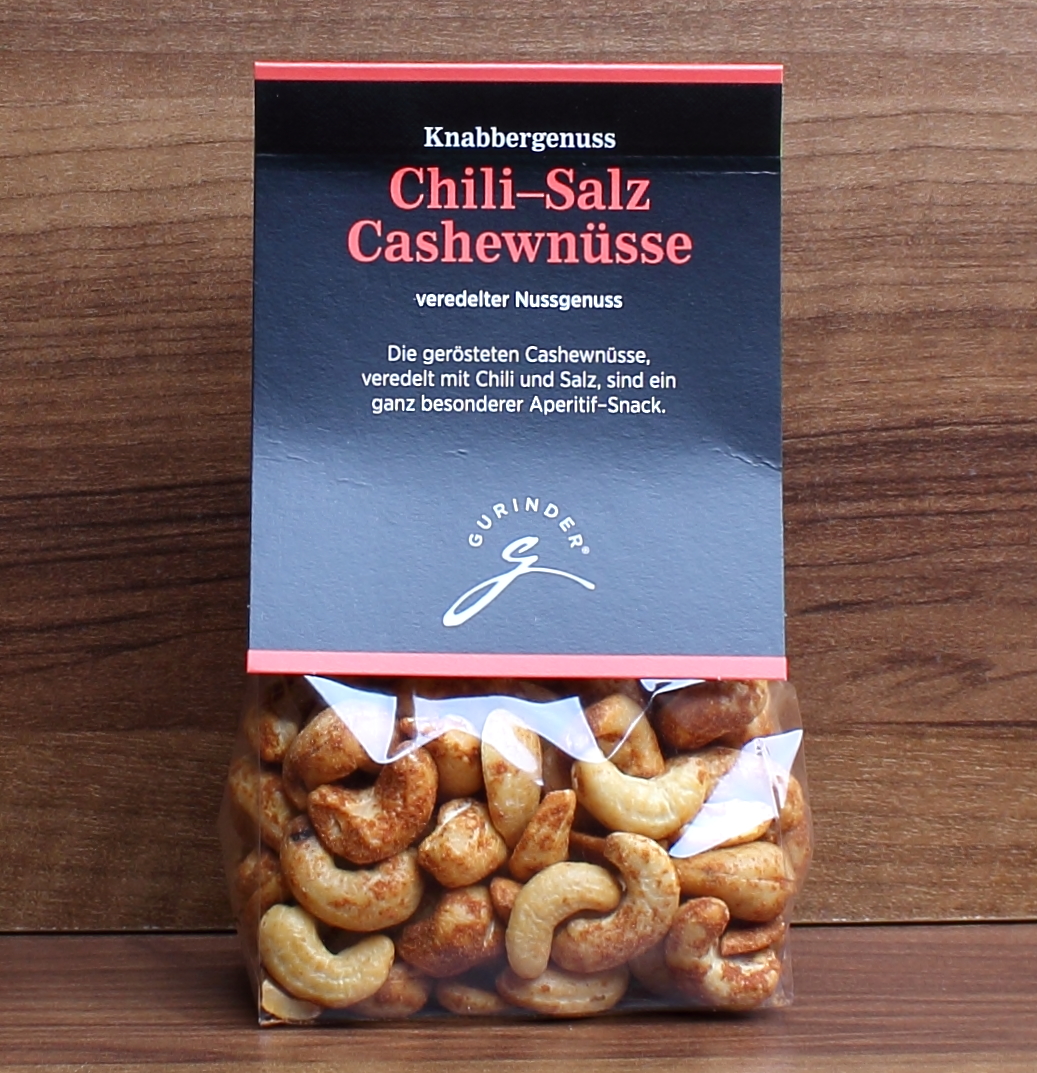 Knabbergenuss
Chili–Salz
Cashewnüsse
veredelter Nussgenuss
Die gerösteten Cashewnüsse,
veredelt mit Chili und Salz, sind ein
ganz besonderer Aperitif–Snack.
GURINDER®
g